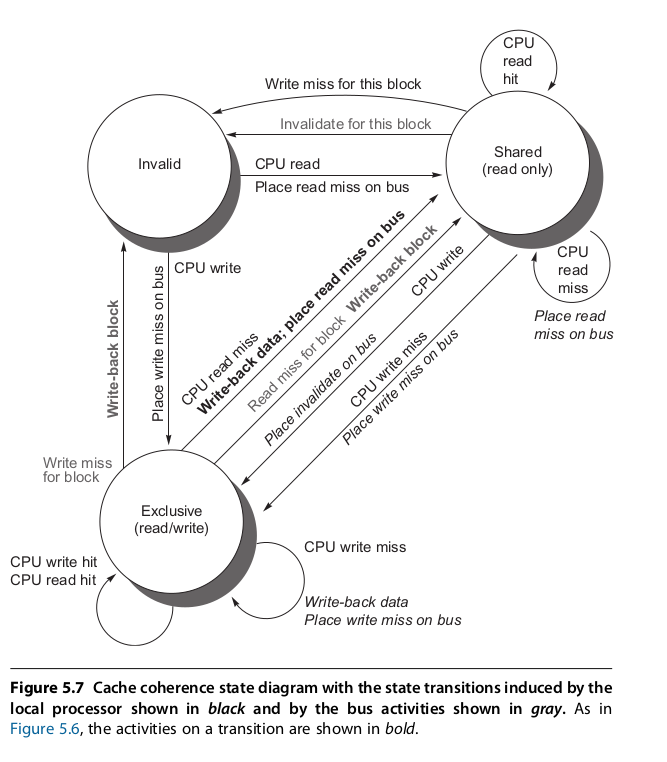 CPU
read
hit
Write miss for this block
Invalidate for this block
Invalid
CPU read
Place read miss on bus
Shared
(read only)
CPU
read
miss
Place read
miss on bus
CPU write
Place write miss on bus
Write-back block
Write miss
for block
CPU read miss
Write-back data; place read miss on bus
Read miss for block Write-back block
CPU write
Place invalidate on bus
CPU write miss
Place write miss on bus
Exclusive
(read/write)
CPU write hit
CPU read hit
CPU write miss
Write-back data
Place write miss on bus
Figure 5.7 Cache coherence state diagram with the state transitions induced by the
local processor shown in black and by the bus activities shown in gray. As in
Figure 5.6, the activities on a transition are shown in bold.